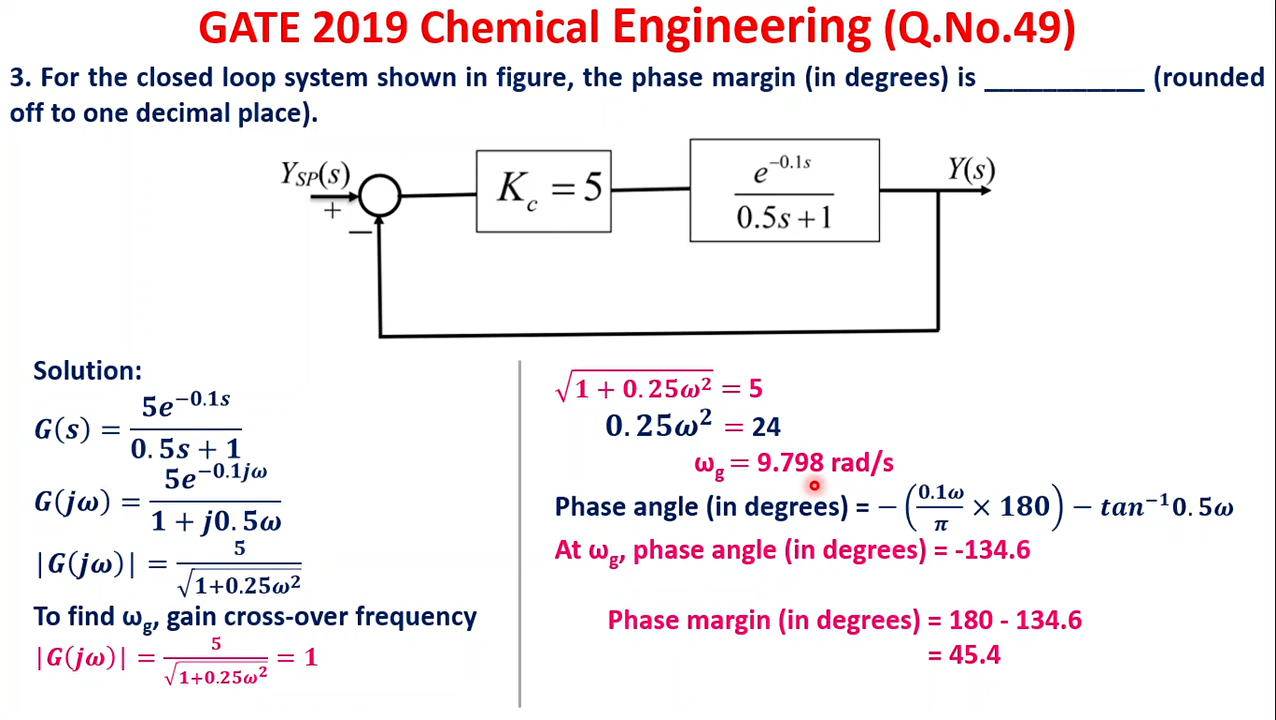 GATE 2019 Chemical Engineering (Q.No.49)
3. For the closed loop system shown in figure, the phase margin (in degrees) is ____________ (rounded
off to one decimal place).
Y_SP(s)
+
−
K_c = 5
e^{-0.1s}
0.5s + 1
Y(s)
Solution:
G(s) = 5e^{−0.1s} / (0.5s + 1)
G(jω) = 5e^{−0.1jω} / (1 + j0.5ω)
|G(jω)| = 5 / √(1+0.25ω²)
To find ω_g, gain cross-over frequency
|G(jω)| = 5 / √(1+0.25ω²) = 1
√(1 + 0.25ω²) = 5
0.25ω² = 24
ω_g = 9.798 rad/s
Phase angle (in degrees) = −(0.1ω/π × 180) − tan⁻¹0.5ω
At ω_g, phase angle (in degrees) = -134.6
Phase margin (in degrees) = 180 - 134.6
= 45.4